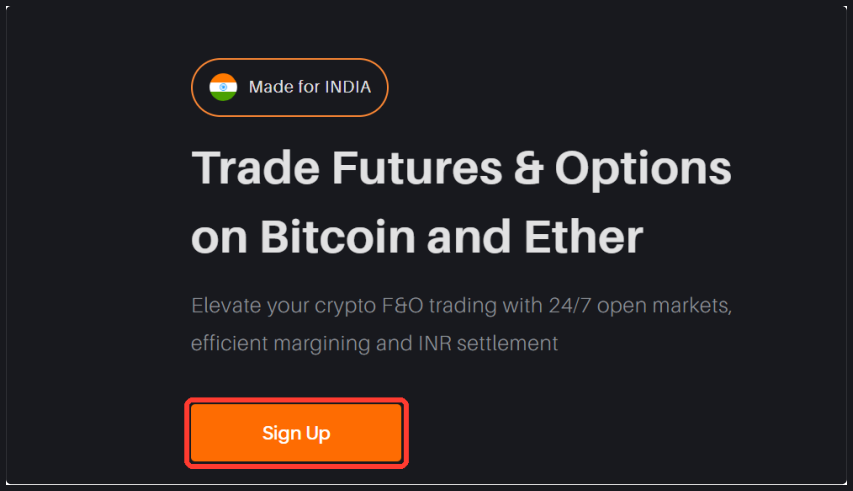 Made for INDIA
Trade Futures & Options
on Bitcoin and Ether
Elevate your crypto F&O trading with 24/7 open markets,
efficient margining and INR settlement
Sign Up